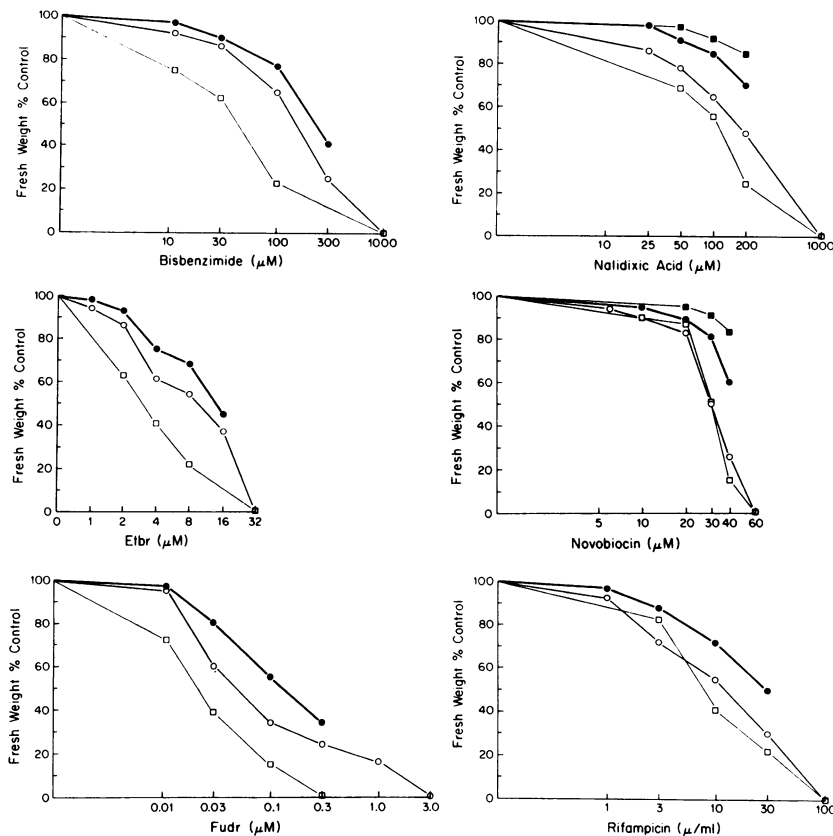 Fresh Weight % Control
100
80
60
40
20
0
10 30 100 300 1000
Bisbenzimide (μM)
Fresh Weight % Control
100
80
60
40
20
0
10 25 50 100 200 1000
Nalidixic Acid (μM)
Fresh Weight % Control
100
80
60
40
20
0
0 1 2 4 8 16 32
Etbr (μM)
Fresh Weight % Control
100
80
60
40
20
0
5 10 20 30 40 60
Novobiocin (μM)
Fresh Weight % Control
100
80
60
40
20
0
0.01 0.03 0.1 0.3 1.0 3.0
Fudr (μM)
Fresh Weight % Control
100
80
60
40
20
0
1 3 10 30 100
Rifampicin (μ/ml)